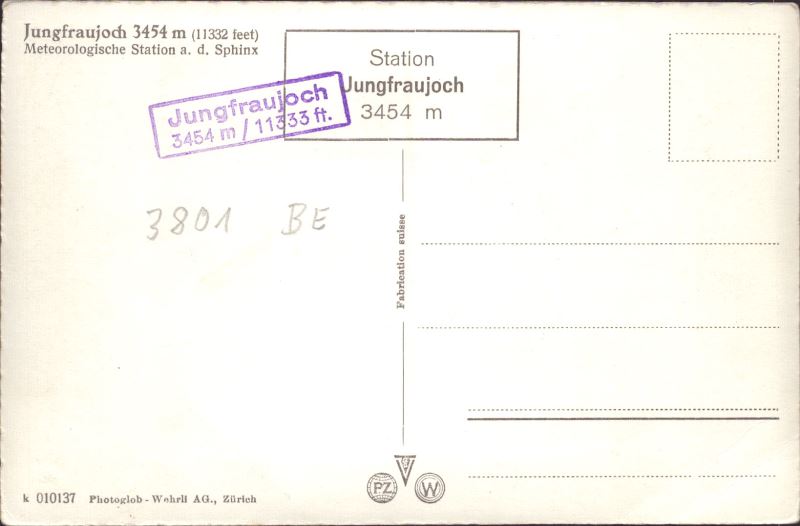 Jungfraujoch 3454 m (11332 feet)
Meteorologische Station a. d. Sphinx
Station
Jungfraujoch
3454 m
Jungfraujoch
3454 m / 11333 ft.
3801 BE
Fabrication suisse
PZ
W
k 010137 Photoglob-Wehrli AG., Zürich